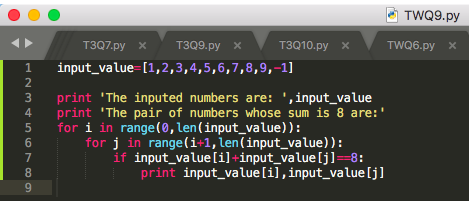 TWQ9.py
T3Q7.py × T3Q9.py × T3Q10.py × TWQ6.py ×
1 input_value=[1,2,3,4,5,6,7,8,9,-1]
2
3 print 'The inputed numbers are: ',input_value
4 print 'The pair of numbers whose sum is 8 are:'
5 for i in range(0,len(input_value)):
6     for j in range(i+1,len(input_value)):
7         if input_value[i]+input_value[j]==8:
8             print input_value[i],input_value[j]
9